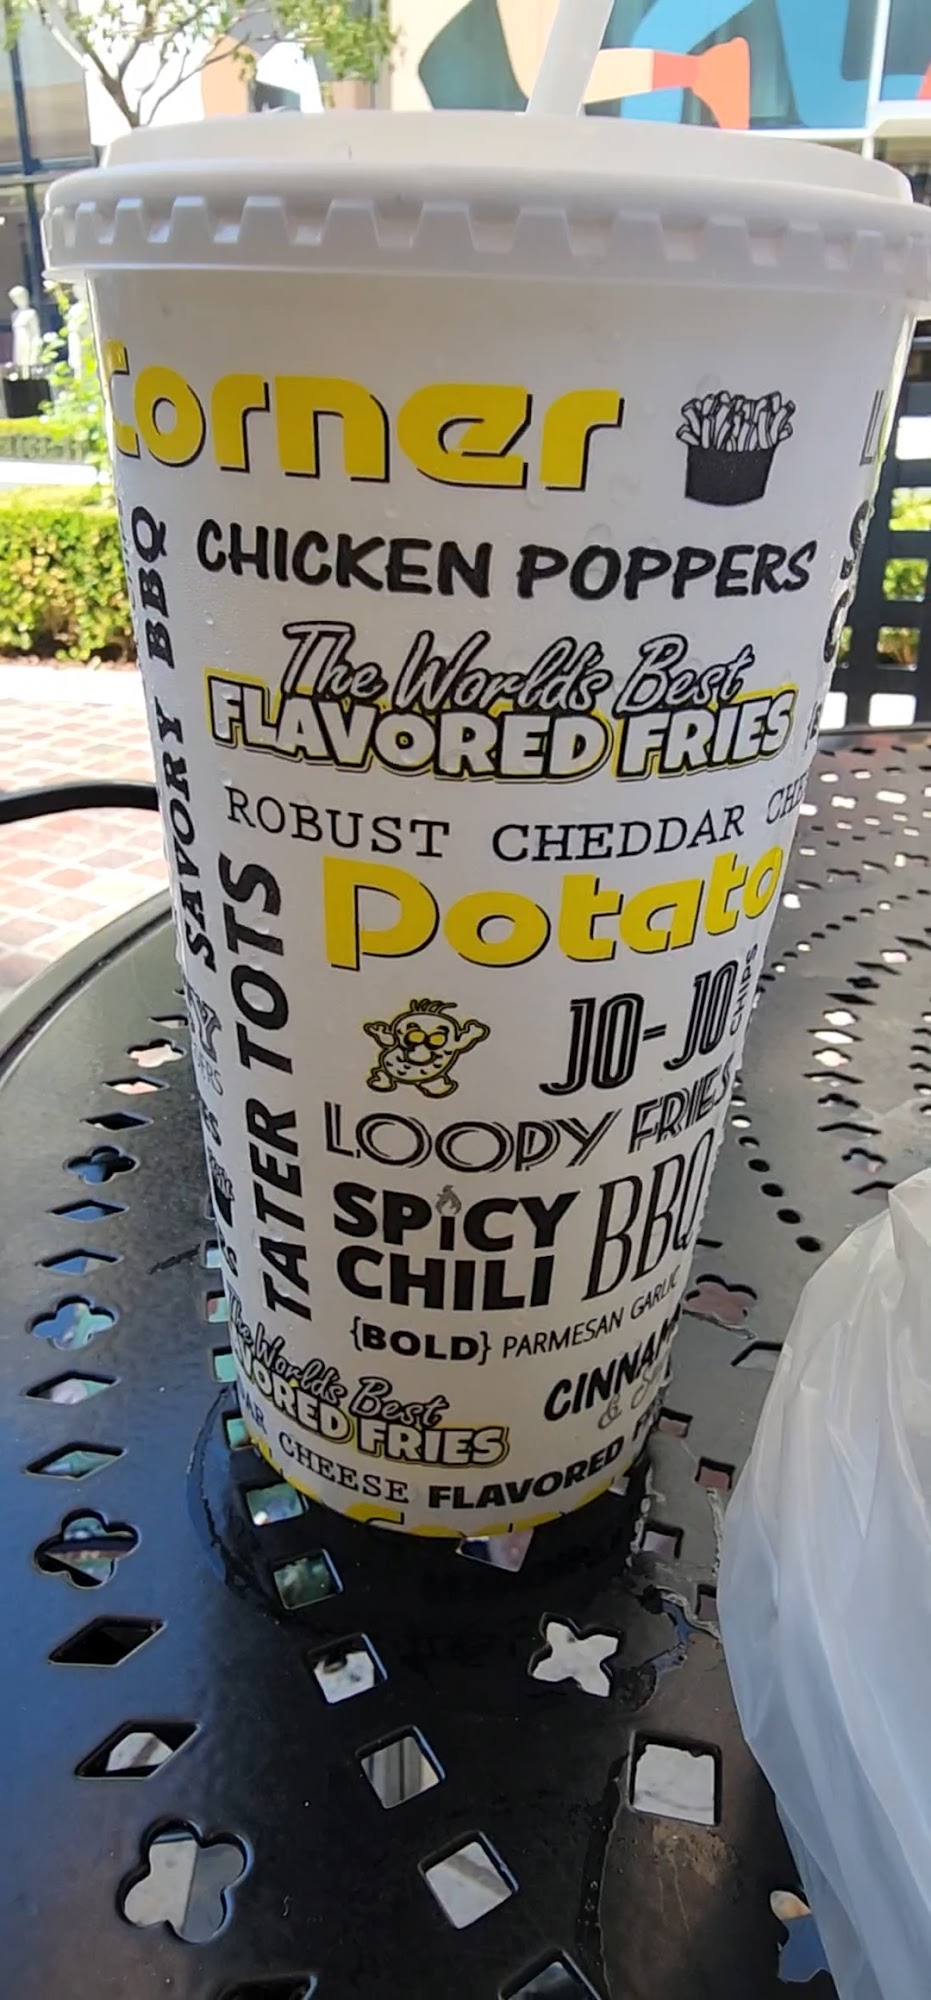 Corner
CHICKEN POPPERS
The World's Best
FLAVORED FRIES
ROBUST CHEDDAR
SAVORY BBQ
Potato
TATER TOTS
JO-JO
CHIPS
LOOPY FRIES
SPiCY
CHILI
BBQ
{BOLD} PARMESAN GARLIC
The World's Best
FRIES
CHEESE FLAVORED